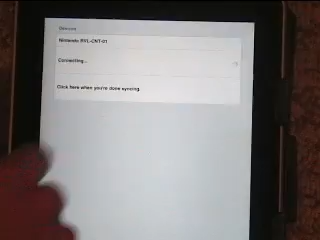 Devices
Nintendo RVL-CNT-01
Connecting...
Click here when you're done syncing.